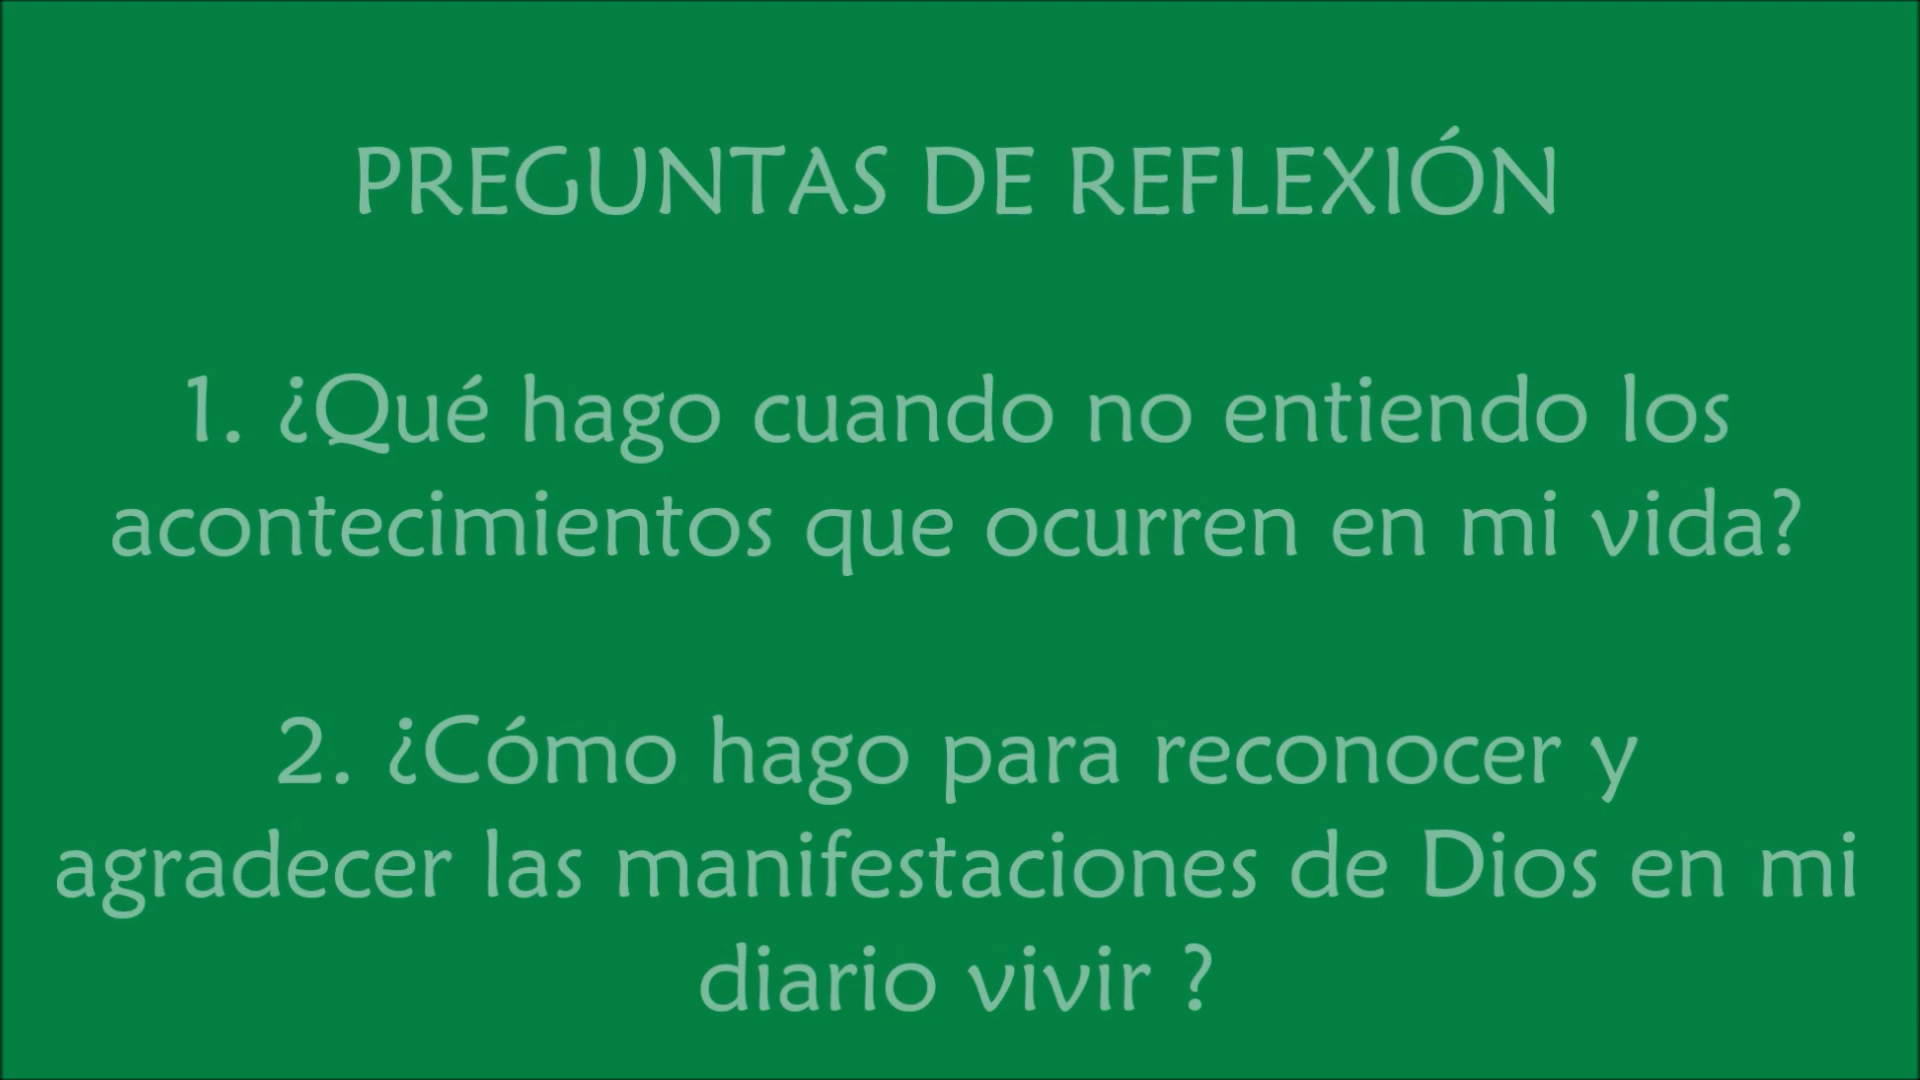 PREGUNTAS DE REFLEXIÓN
1. ¿Qué hago cuando no entiendo los
acontecimientos que ocurren en mi vida?
2. ¿Cómo hago para reconocer y
agradecer las manifestaciones de Dios en mi
diario vivir ?